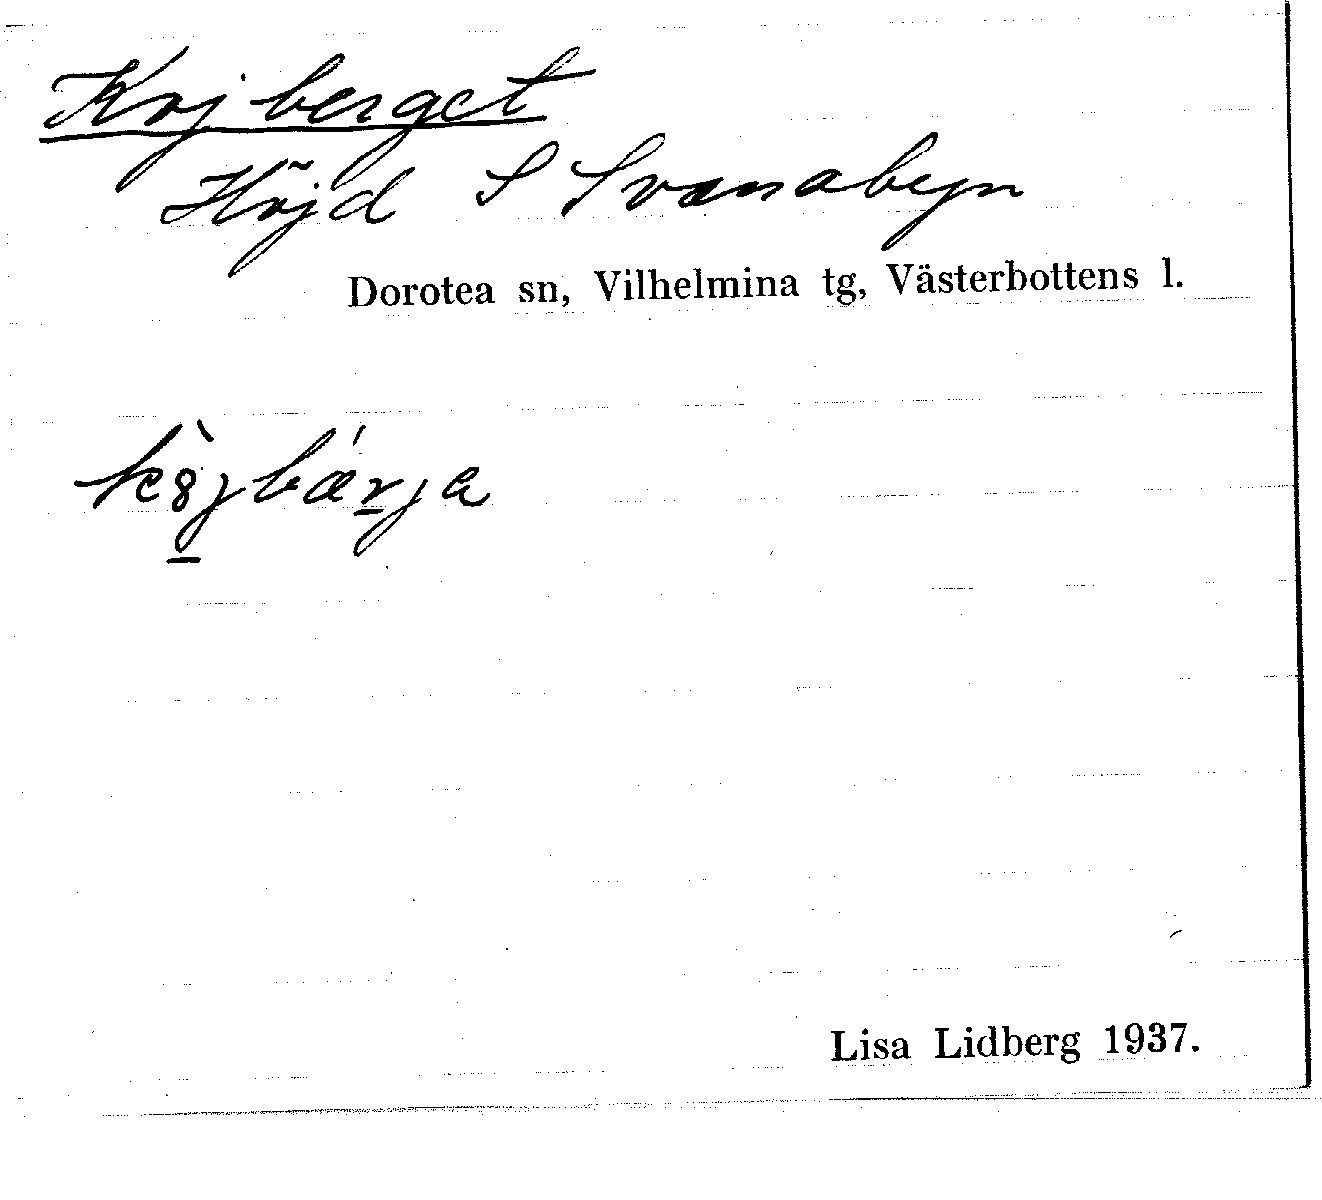 Kojberget
Höjd S Svanabyn
Dorotea sn, Vilhelmina tg, Västerbottens l.
Lisa Lidberg 1937.